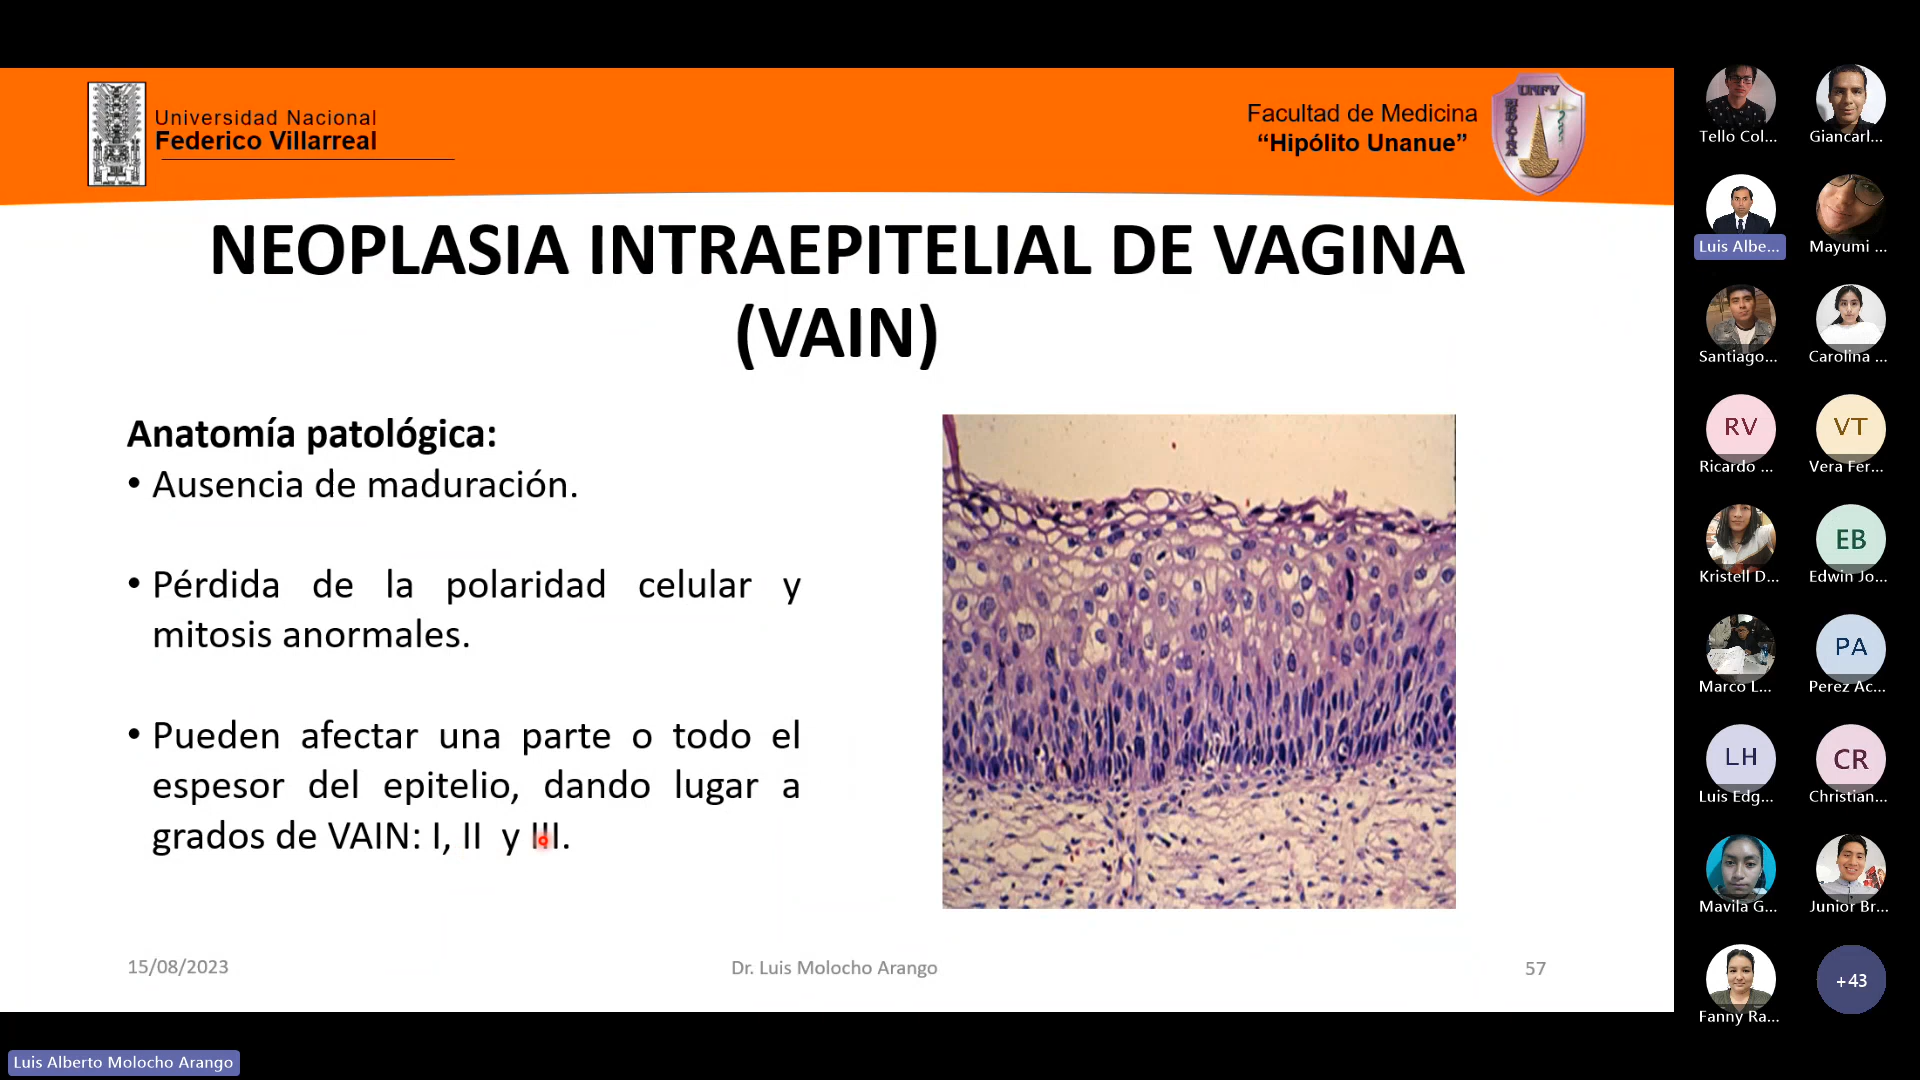 Universidad Nacional
Federico Villarreal
Facultad de Medicina
“Hipólito Unanue”
UNFV
MEDICINA
NEOPLASIA INTRAEPITELIAL DE VAGINA
(VAIN)
Anatomía patológica:
• Ausencia de maduración.
• Pérdida de la polaridad celular y
mitosis anormales.
• Pueden afectar una parte o todo el
espesor del epitelio, dando lugar a
grados de VAIN: I, II y III.
15/08/2023
Dr. Luis Molocho Arango
57
Tello Col...
Giancarl...
Luis Albe...
Mayumi ...
Santiago...
Carolina ...
RV
VT
Ricardo ...
Vera Fer...
EB
Kristell D...
Edwin Jo...
PA
Marco L...
Perez Ac...
LH
CR
Luis Edg...
Christian...
Mavila G...
Junior Br...
+43
Fanny Ra...
Luis Alberto Molocho Arango